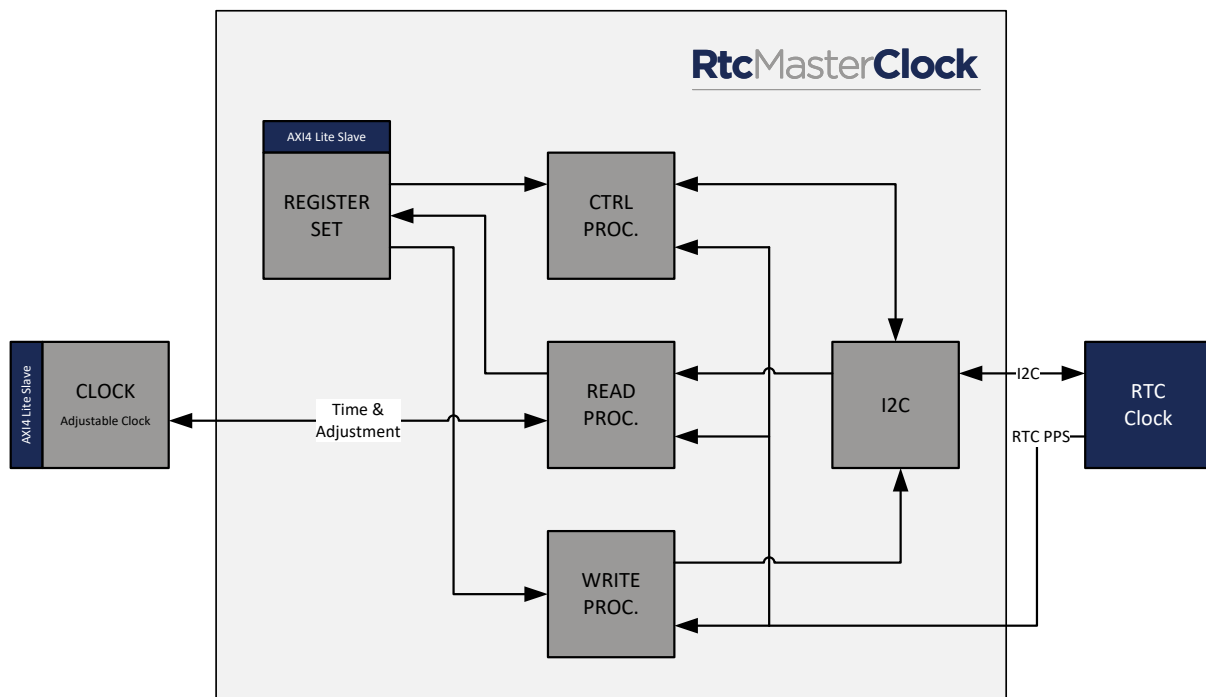 RtcMasterClock
AXI4 Lite Slave
REGISTER
SET
CTRL
PROC.
AXI4 Lite Slave
CLOCK
Adjustable Clock
Time &
Adjustment
READ
PROC.
I2C
I2C
RTC
Clock
RTC PPS
WRITE
PROC.